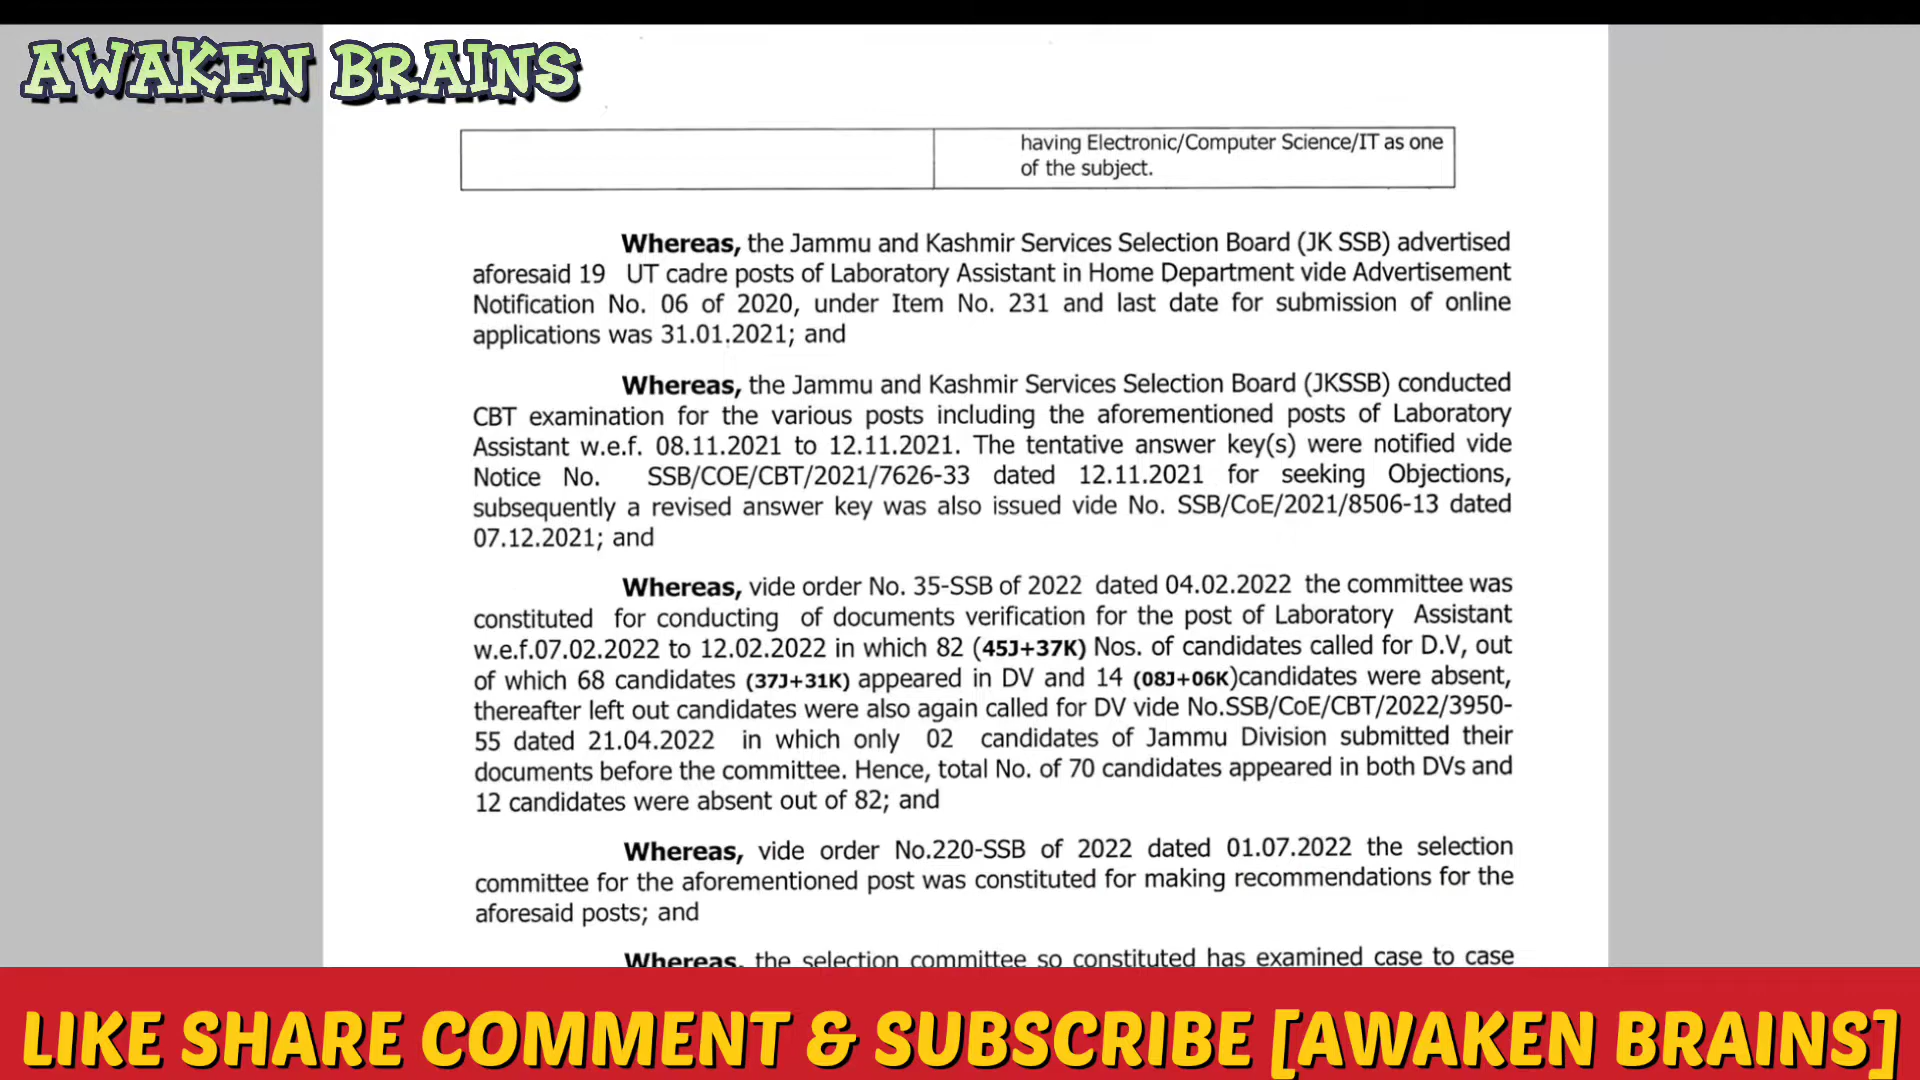 AWAKEN BRAINS
having Electronic/Computer Science/IT as one
of the subject.
Whereas, the Jammu and Kashmir Services Selection Board (JK SSB) advertised
aforesaid 19 UT cadre posts of Laboratory Assistant in Home Department vide Advertisement
Notification No. 06 of 2020, under Item No. 231 and last date for submission of online
applications was 31.01.2021; and
Whereas, the Jammu and Kashmir Services Selection Board (JKSSB) conducted
CBT examination for the various posts including the aforementioned posts of Laboratory
Assistant w.e.f. 08.11.2021 to 12.11.2021. The tentative answer key(s) were notified vide
Notice No. SSB/COE/CBT/2021/7626-33 dated 12.11.2021 for seeking Objections,
subsequently a revised answer key was also issued vide No. SSB/CoE/2021/8506-13 dated
07.12.2021; and
Whereas, vide order No. 35-SSB of 2022 dated 04.02.2022 the committee was
constituted for conducting of documents verification for the post of Laboratory Assistant
w.e.f.07.02.2022 to 12.02.2022 in which 82 (45J+37K) Nos. of candidates called for D.V, out
of which 68 candidates (37J+31K) appeared in DV and 14 (08J+06K)candidates were absent,
thereafter left out candidates were also again called for DV vide No.SSB/CoE/CBT/2022/3950-
55 dated 21.04.2022 in which only 02 candidates of Jammu Division submitted their
documents before the committee. Hence, total No. of 70 candidates appeared in both DVs and
12 candidates were absent out of 82; and
Whereas, vide order No.220-SSB of 2022 dated 01.07.2022 the selection
committee for the aforementioned post was constituted for making recommendations for the
aforesaid posts; and
Whereas, the selection committee so constituted has examined case to case
LIKE SHARE COMMENT & SUBSCRIBE [AWAKEN BRAINS]